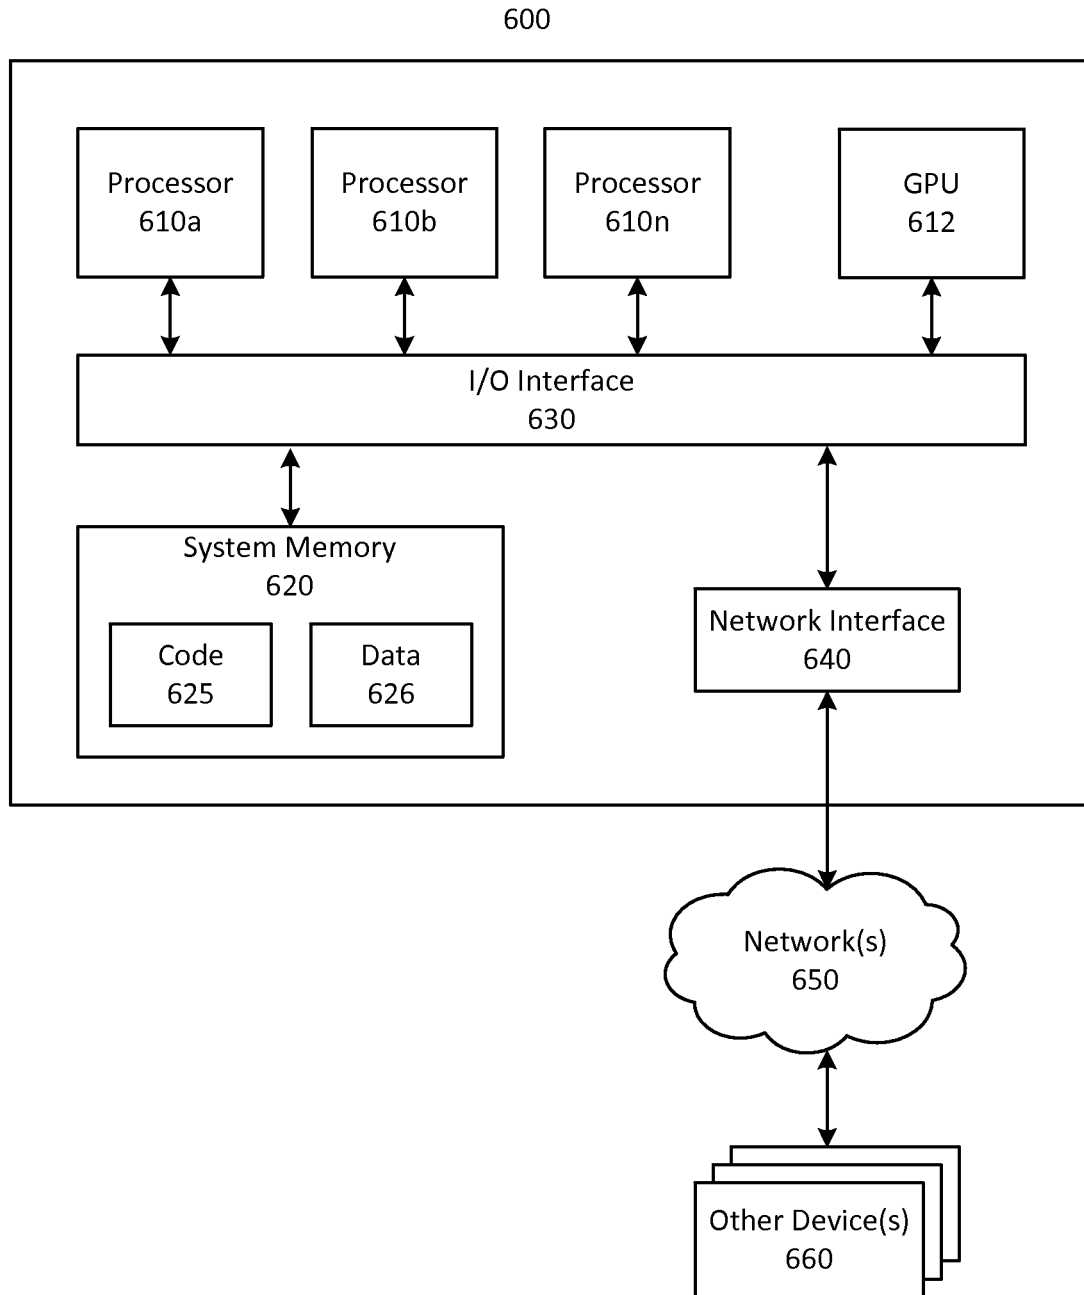 600
Processor
610a
Processor
610b
Processor
610n
GPU
612
I/O Interface
630
System Memory
620
Code
625
Data
626
Network Interface
640
Network(s)
650
Other Device(s)
660